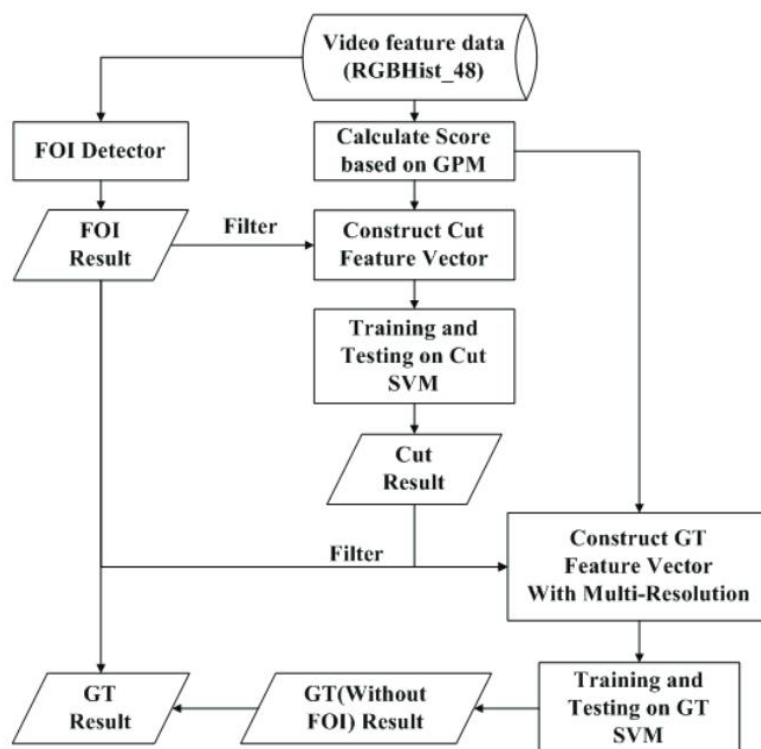 Video feature data
(RGBHist_48)
FOI Detector
Calculate Score
based on GPM
FOI
Result
Filter
Construct Cut
Feature Vector
Training and
Testing on Cut
SVM
Cut
Result
Filter
Construct GT
Feature Vector
With Multi-Resolution
GT
Result
GT(Without
FOI) Result
Training and
Testing on GT
SVM